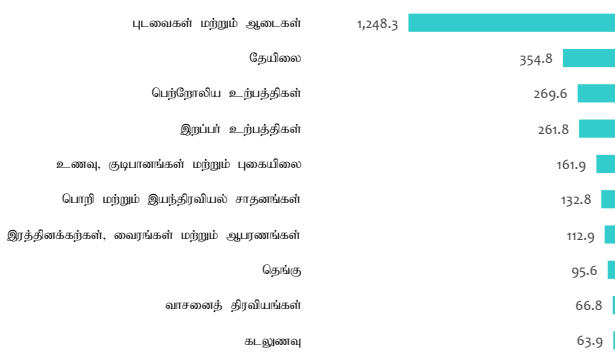 புடவைகள் மற்றும் ஆடைகள் 1,248.3
தேயிலை 354.8
பெற்றோலிய உற்பத்திகள் 269.6
இறப்பர் உற்பத்திகள் 261.8
உணவு, குடிபானங்கள் மற்றும் புகையிலை 161.9
பொறி மற்றும் இயந்திரவியல் சாதனங்கள் 132.8
இரத்தினக்கற்கள், வைரங்கள் மற்றும் ஆபரணங்கள் 112.9
தெங்கு 95.6
வாசனைத் திரவியங்கள் 66.8
கடலுணவு 63.9